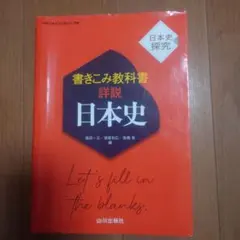 日本史
探究
書きこみ教科書
詳説
日本史
編
Let's fill in
the blanks.
山川出版社